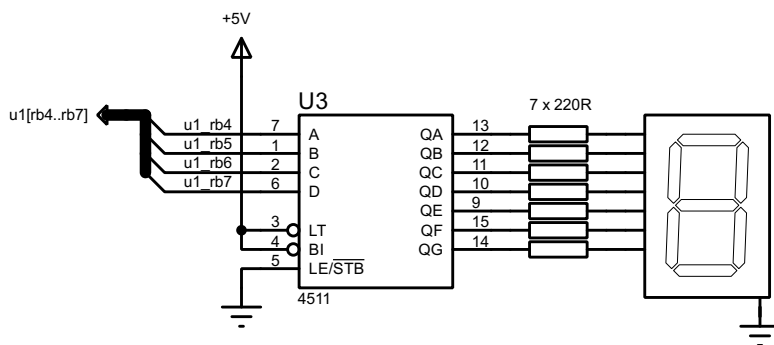 +5V
U3
7 x 220R
u1[rb4..rb7]
u1_rb4 7 A QA 13
u1_rb5 1 B QB 12
u1_rb6 2 C QC 11
u1_rb7 6 D QD 10
QE 9
3 LT QF 15
4 BI QG 14
5 LE/STB
4511